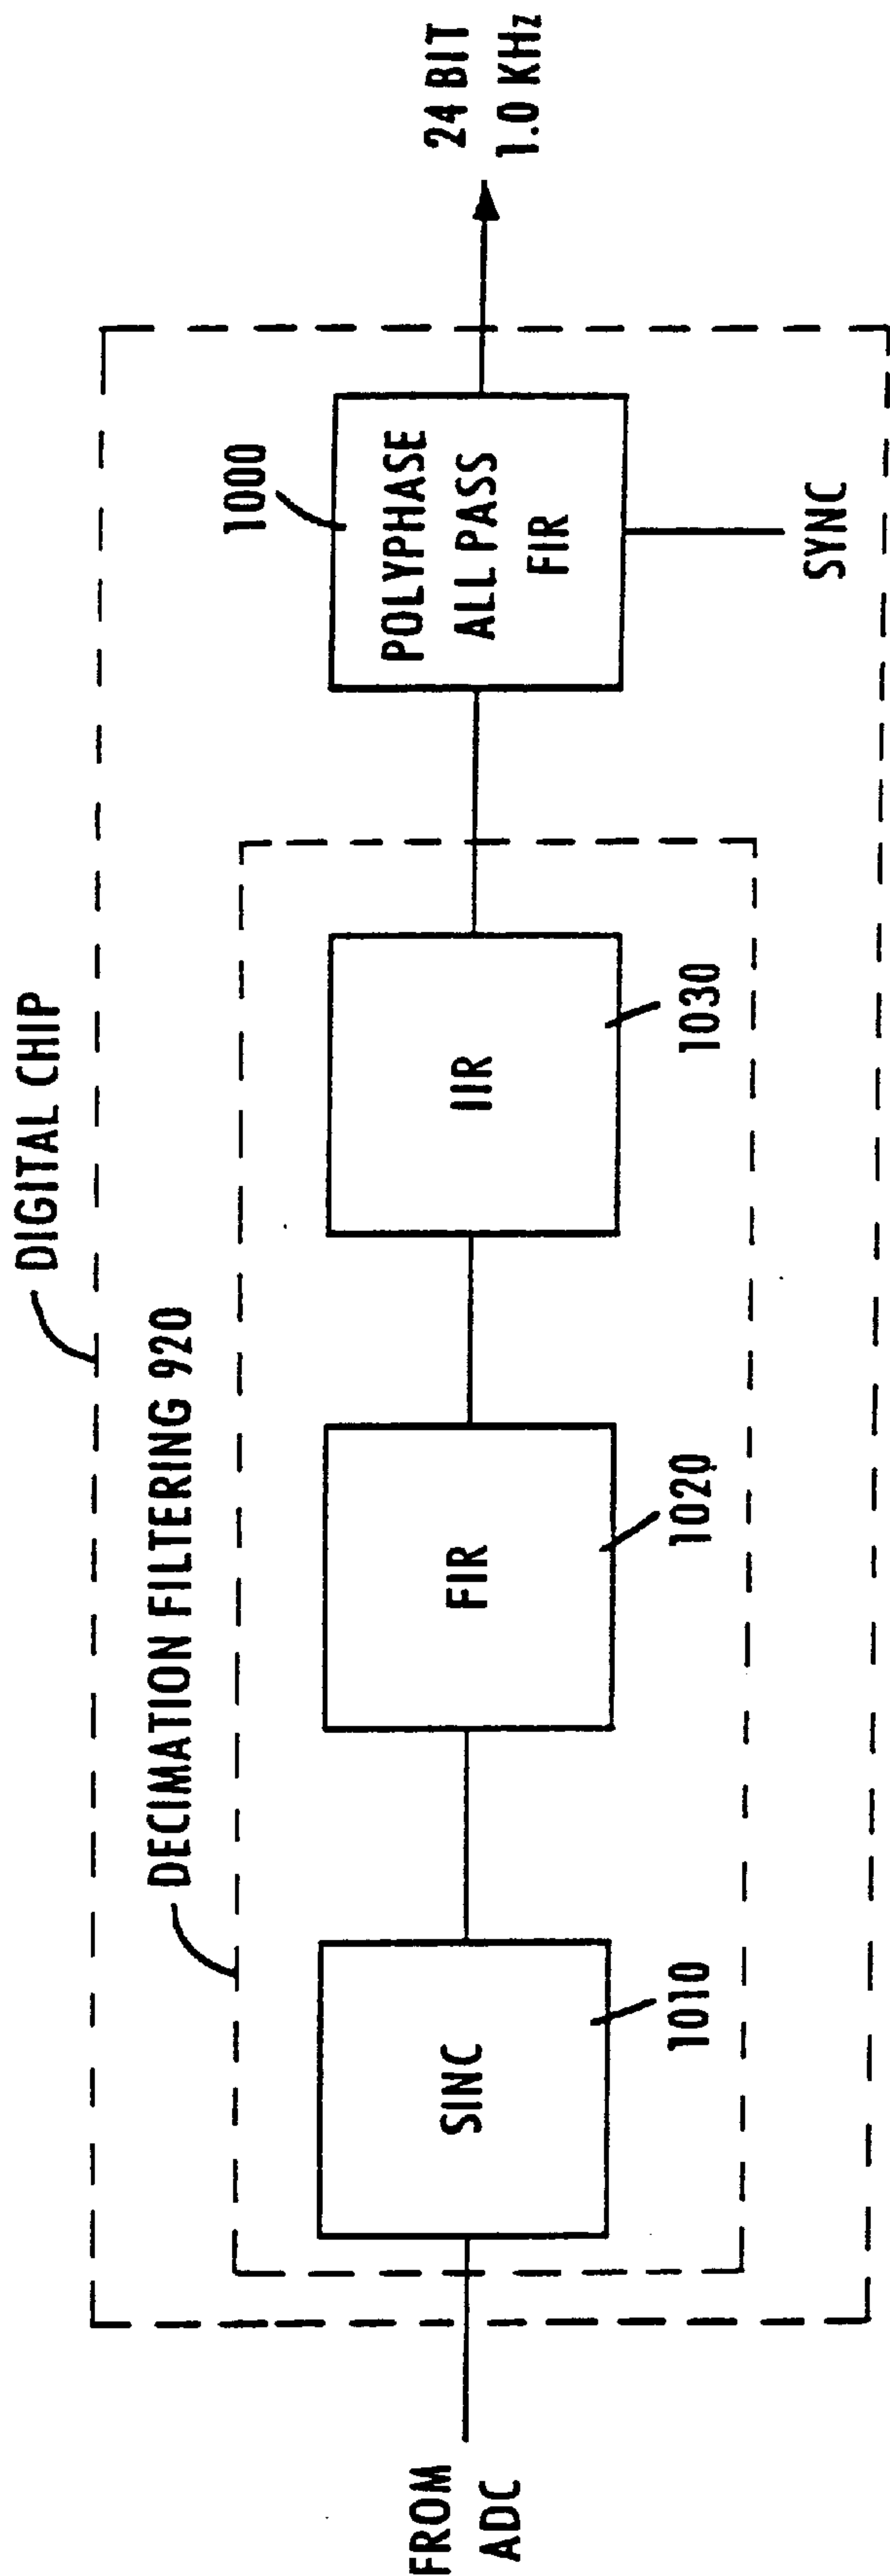 DIGITAL CHIP
DECIMATION FILTERING 920
FROM
ADC
SINC
1010
FIR
1020
IIR
1030
1000
POLYPHASE
ALL PASS
FIR
SYNC
24 BIT
1.0 KHz